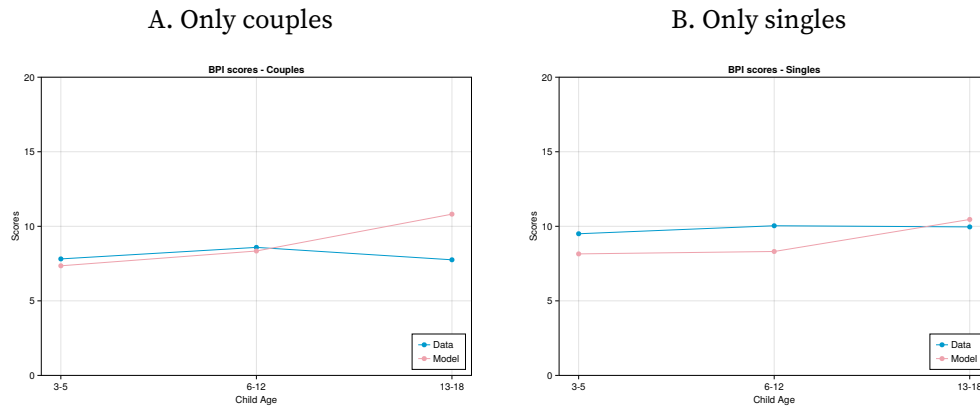 A. Only couples
BPI scores - Couples
20
15
10
5
0
Scores
3-5
6-12
13-18
Child Age
Data
Model
B. Only singles
BPI scores - Singles
20
15
10
5
0
Scores
3-5
6-12
13-18
Child Age
Data
Model